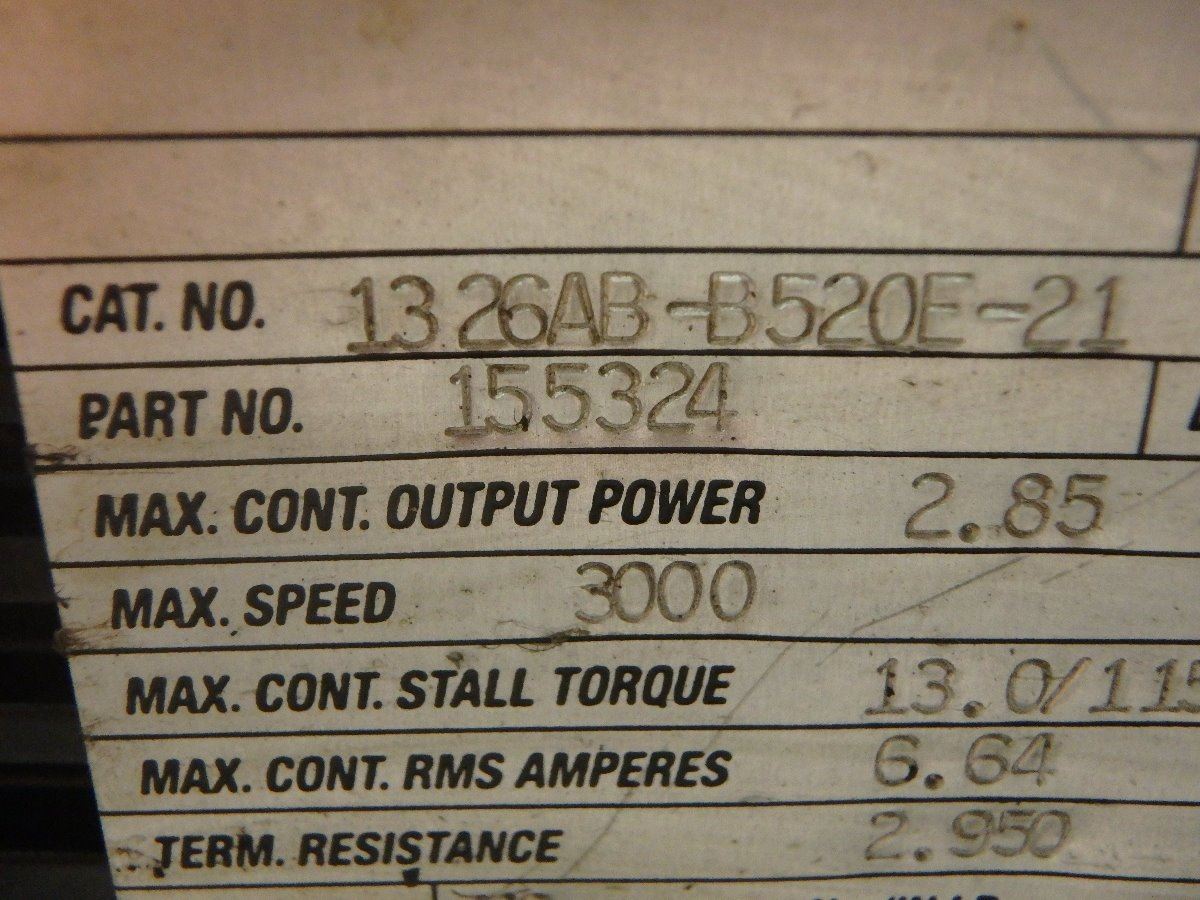 CAT. NO. 1326AB-B520E-21
PART NO. 155324
MAX. CONT. OUTPUT POWER 2.85
MAX. SPEED 3000
MAX. CONT. STALL TORQUE 13.0/115
MAX. CONT. RMS AMPERES 6.64
TERM. RESISTANCE 2.950